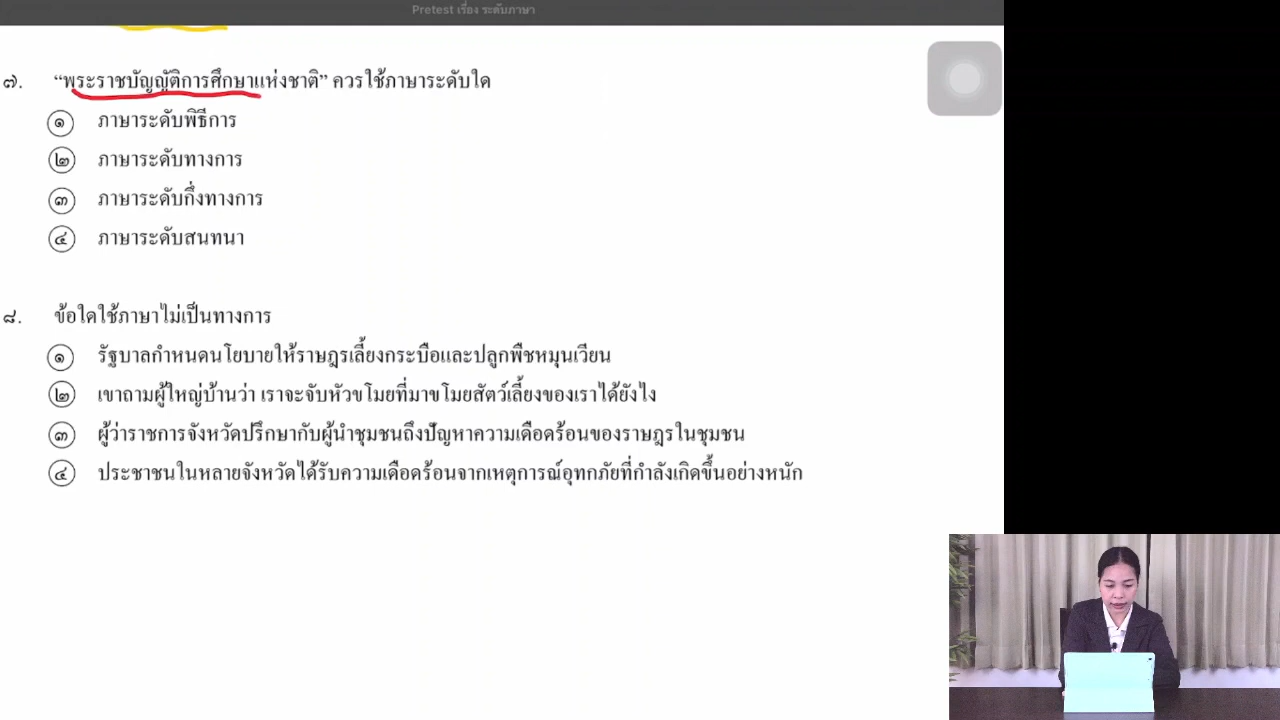 Pretest เรื่อง ระดับภาษา
๗. “พระราชบัญญัติการศึกษาแห่งชาติ” ควรใช้ภาษาระดับใด
๑ ภาษาระดับพิธีการ
๒ ภาษาระดับทางการ
๓ ภาษาระดับกึ่งทางการ
๔ ภาษาระดับสนทนา
๘. ข้อใดใช้ภาษาไม่เป็นทางการ
๑ รัฐบาลกำหนดนโยบายให้ราษฎรเลี้ยงกระบือและปลูกพืชหมุนเวียน
๒ เขาถามผู้ใหญ่บ้านว่า เราจะจับหัวขโมยที่มาขโมยสัตว์เลี้ยงของเราได้ยังไง
๓ ผู้ว่าราชการจังหวัดปรึกษากับผู้นำชุมชนถึงปัญหาความเดือดร้อนของราษฎรในชุมชน
๔ ประชาชนในหลายจังหวัดได้รับความเดือดร้อนจากเหตุการณ์อุทกภัยที่กำลังเกิดขึ้นอย่างหนัก